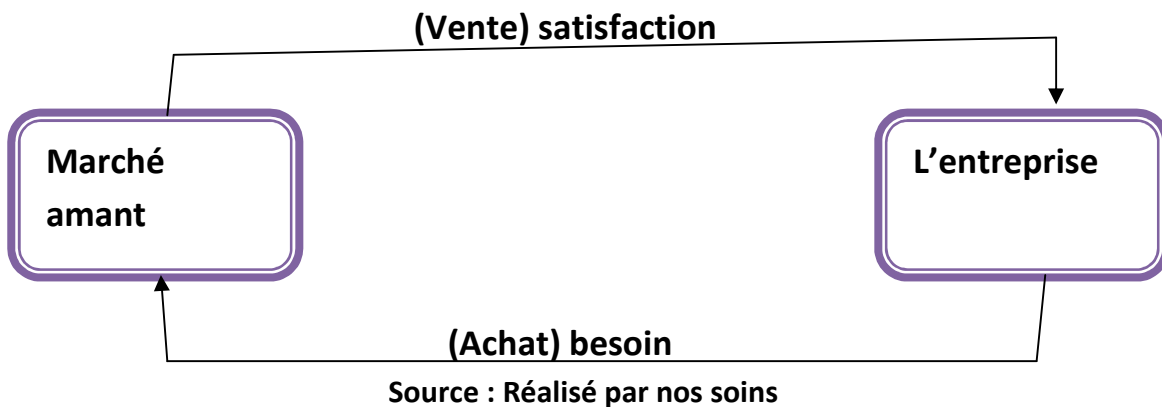 (Vente) satisfaction
Marché
amant
L’entreprise
(Achat) besoin
Source : Réalisé par nos soins